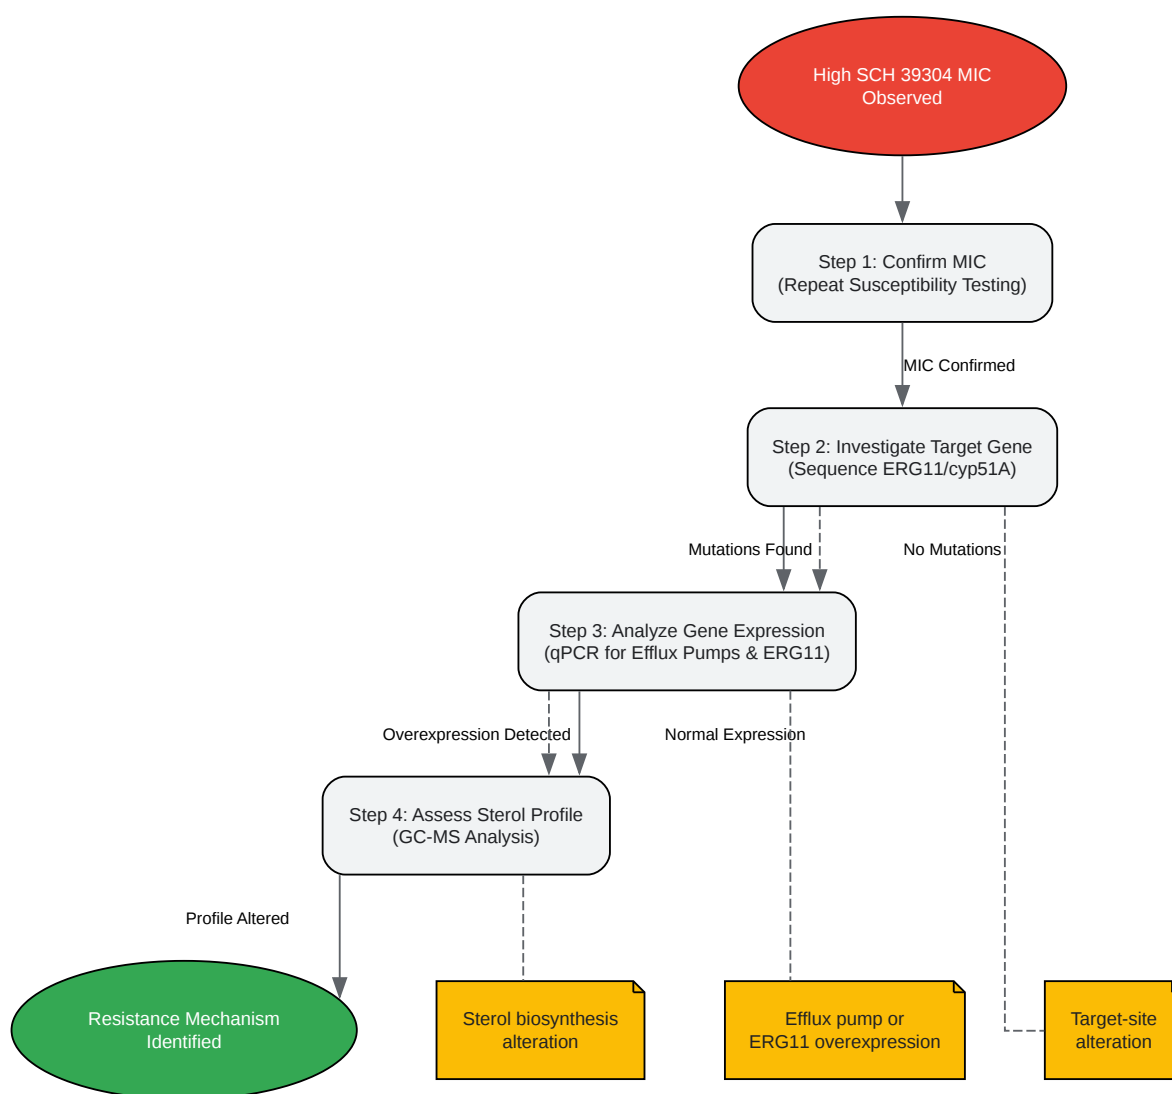 High SCH 39304 MIC
Observed
Step 1: Confirm MIC
(Repeat Susceptibility Testing)
MIC Confirmed
Step 2: Investigate Target Gene
(Sequence ERG11/cyp51A)
Mutations Found
No Mutations
Step 3: Analyze Gene Expression
(qPCR for Efflux Pumps & ERG11)
Overexpression Detected
Normal Expression
Step 4: Assess Sterol Profile
(GC-MS Analysis)
Profile Altered
Resistance Mechanism
Identified
Sterol biosynthesis
alteration
Efflux pump or
ERG11 overexpression
Target-site
alteration